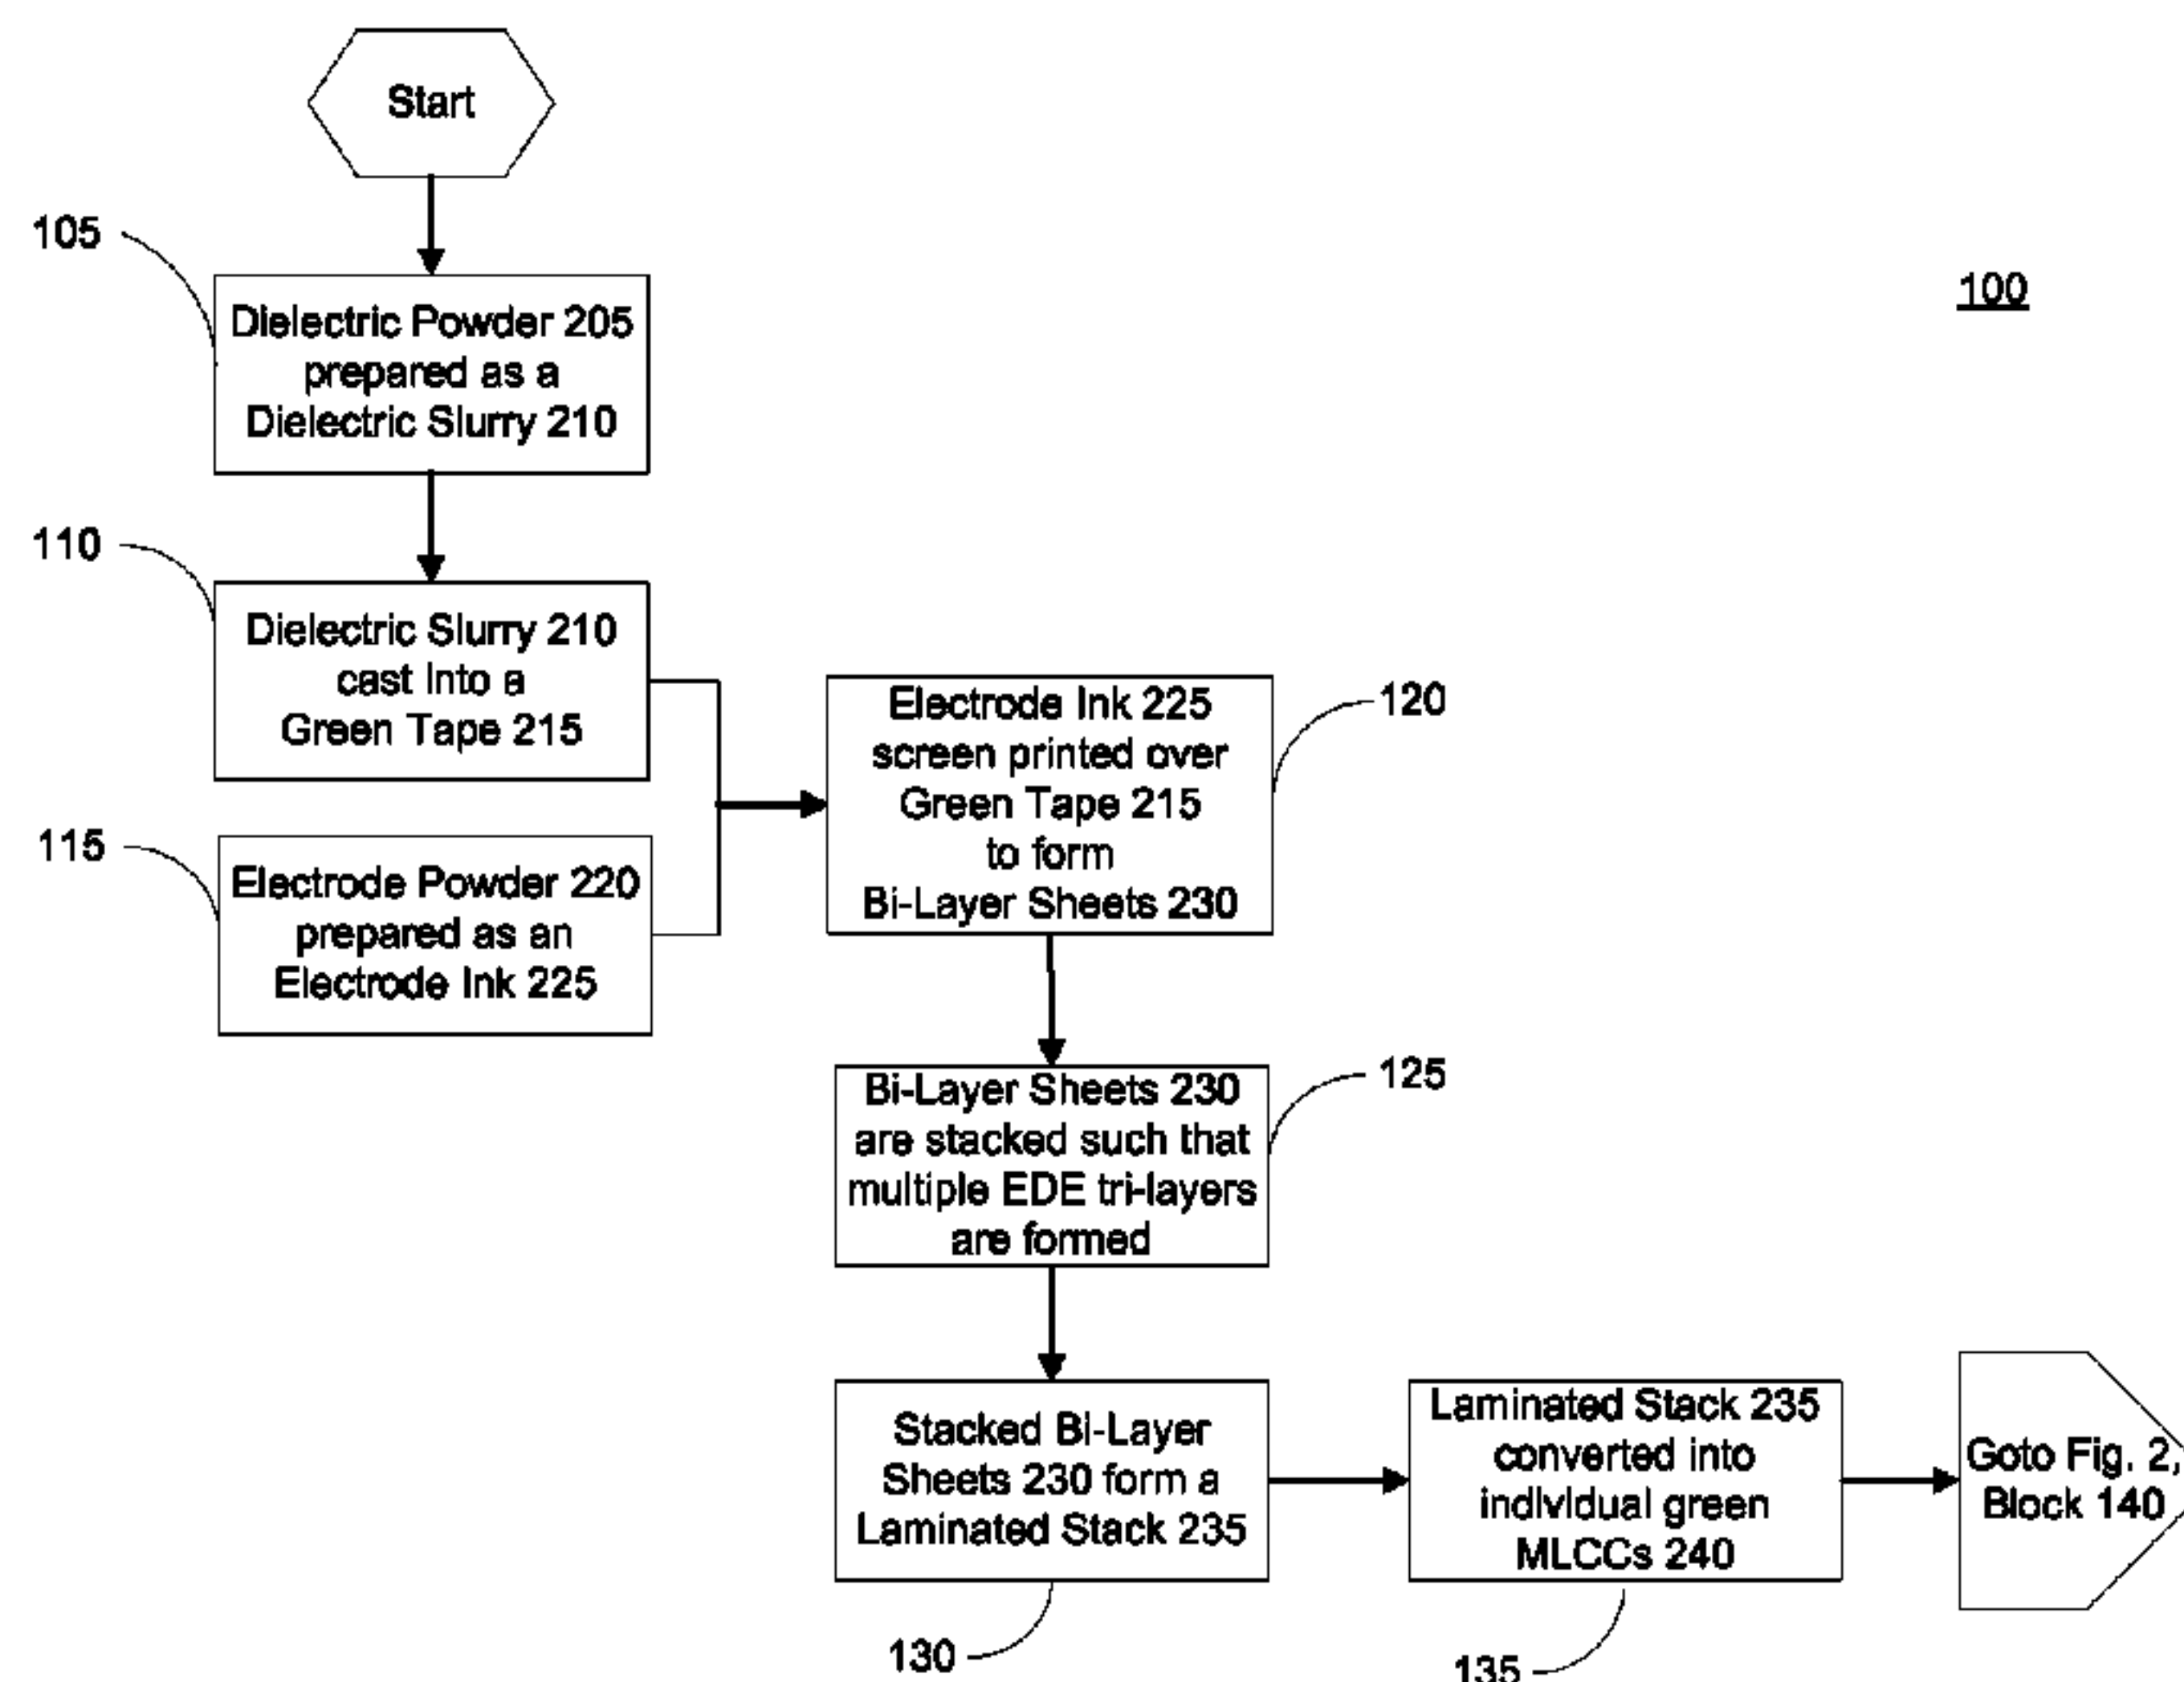 Start
105
Dielectric Powder 205
prepared as a
Dielectric Slurry 210
100
110
Dielectric Slurry 210
cast into a
Green Tape 215
115
Electrode Powder 220
prepared as an
Electrode Ink 225
Electrode Ink 225
screen printed over
Green Tape 215
to form
Bi-Layer Sheets 230
120
Bi-Layer Sheets 230
are stacked such that
multiple EDE tri-layers
are formed
125
Stacked Bi-Layer
Sheets 230 form a
Laminated Stack 235
130
Laminated Stack 235
converted into
individual green
MLCCs 240
135
Goto Fig. 2,
Block 140